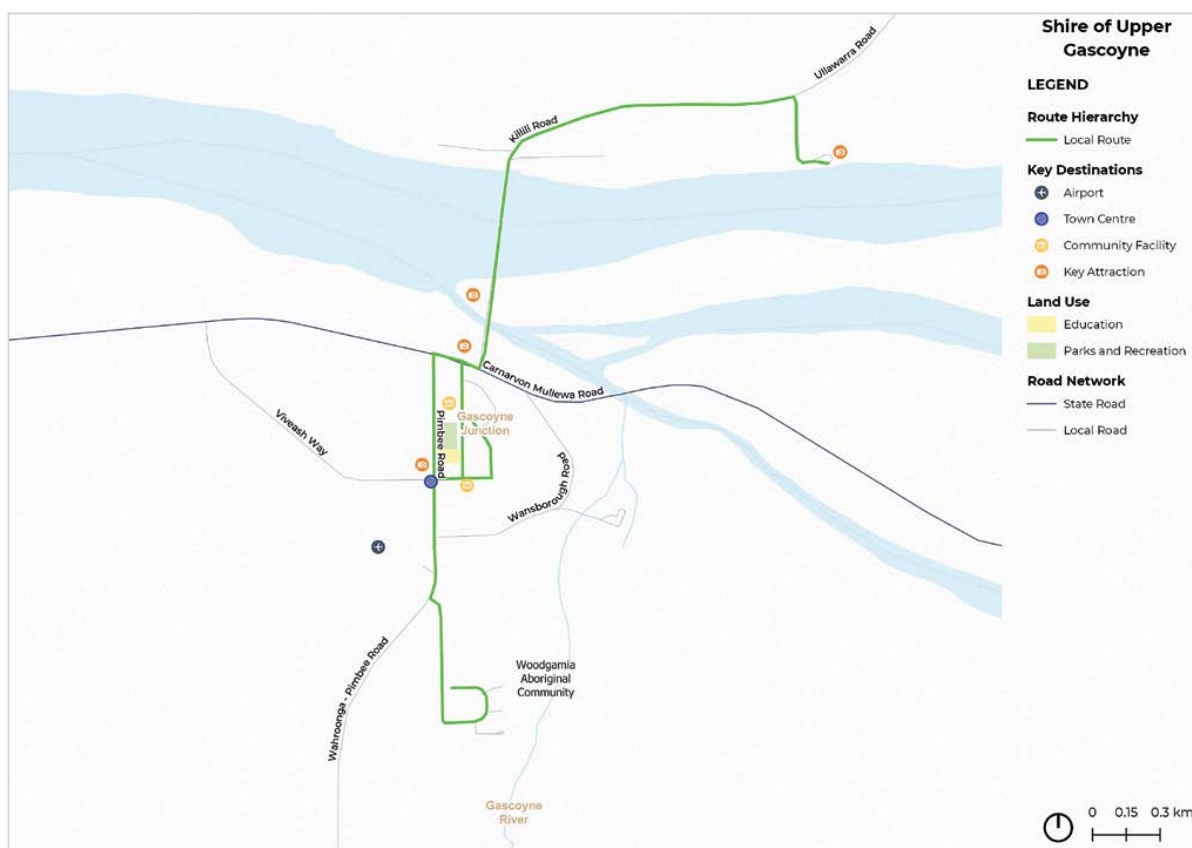 Shire of Upper
Gascoyne
LEGEND
Route Hierarchy
Local Route
Key Destinations
Airport
Town Centre
Community Facility
Key Attraction
Land Use
Education
Parks and Recreation
Road Network
State Road
Local Road
0 0.15 0.3 km
Ullawarra Road
Killili Road
Carnarvon Mullewa Road
Gascoyne
Junction
Pimbee Road
Viveash Way
Wansborough Road
Woodgamia
Aboriginal
Community
Wahroonga - Pimbee Road
Gascoyne
River